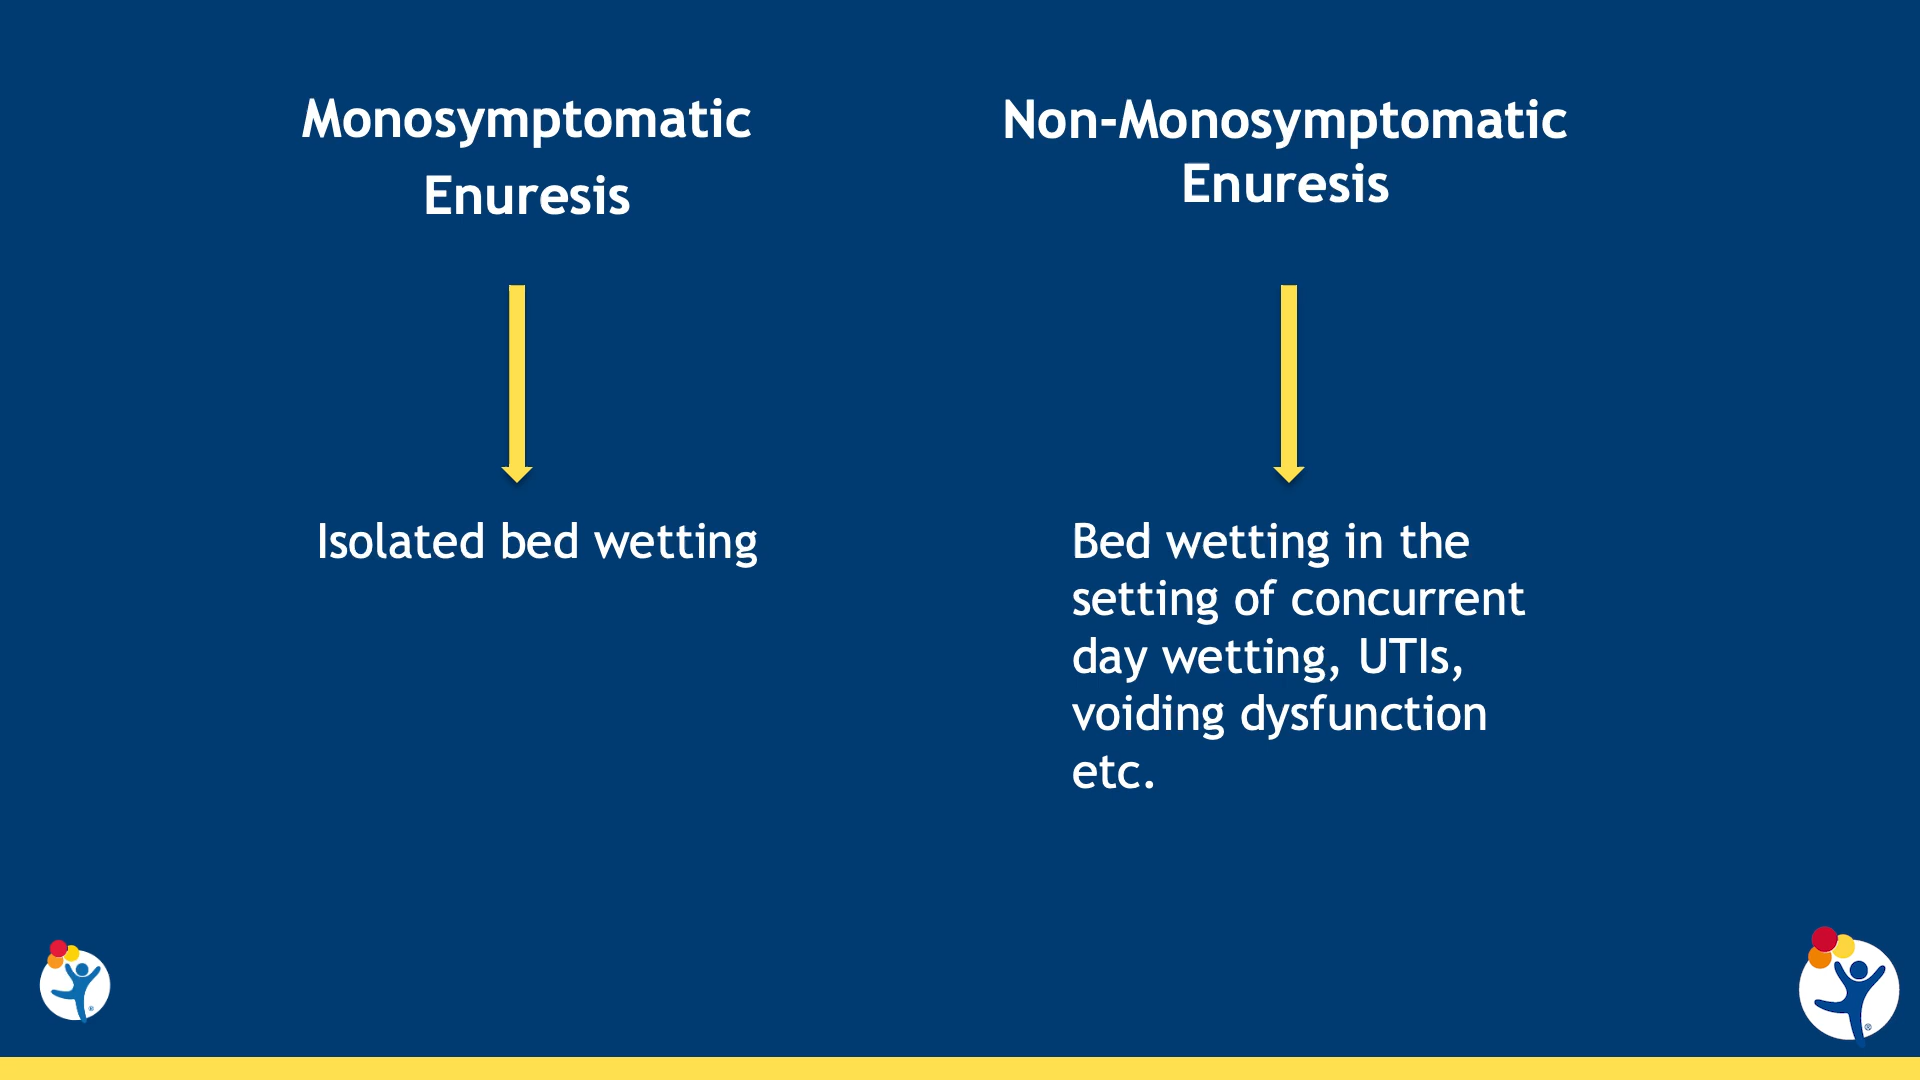 Monosymptomatic
Enuresis
Isolated bed wetting
Non-Monosymptomatic
Enuresis
Bed wetting in the
setting of concurrent
day wetting, UTIs,
voiding dysfunction
etc.
®
®